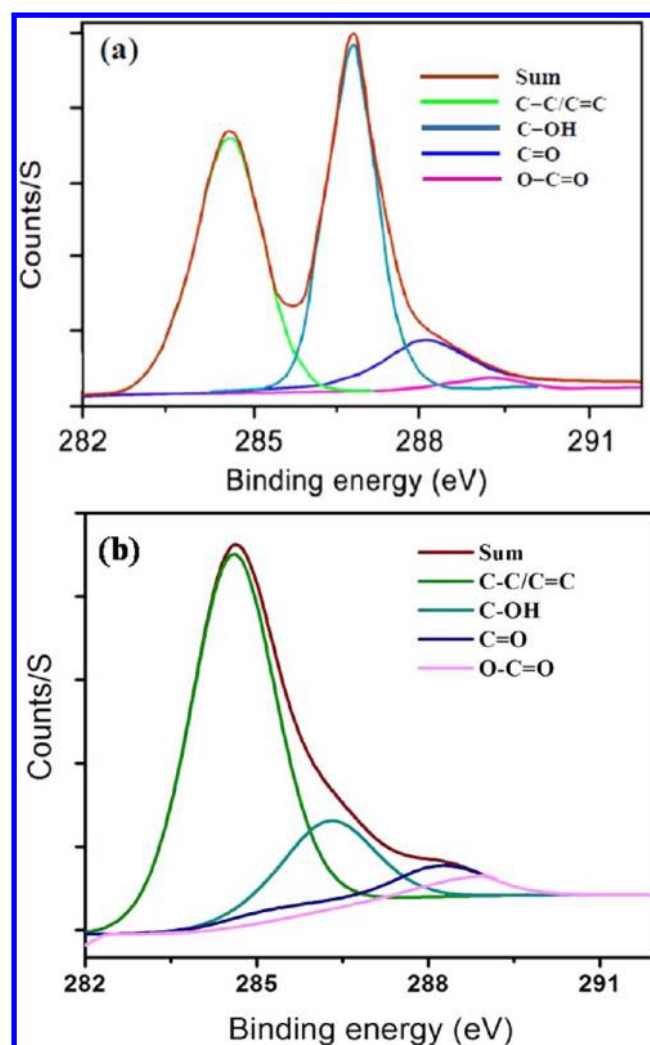 (a)
Sum
C−C/C=C
C−OH
C=O
O−C=O
Counts/S
282 285 288 291
Binding energy (eV)
(b)
Sum
C-C/C=C
C-OH
C=O
O-C=O
Counts/S
282 285 288 291
Binding energy (eV)